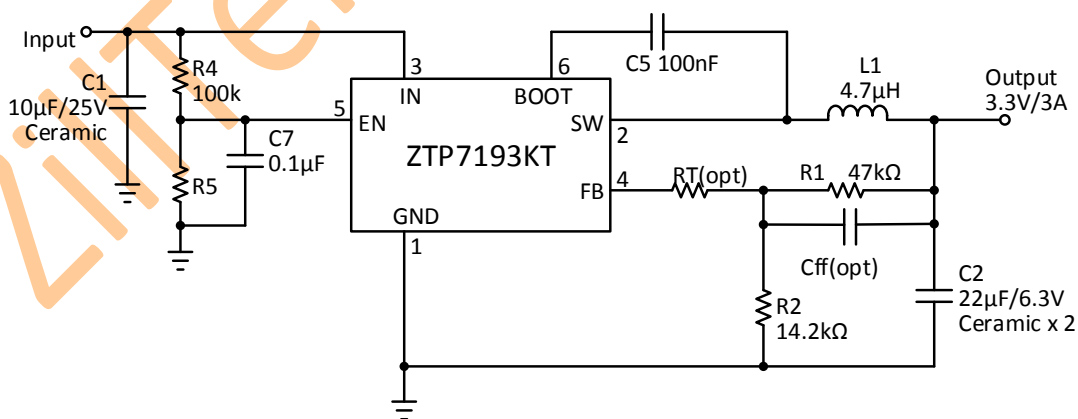 Input
C1
10µF/25V
Ceramic
R4
100k
R5
C7
0.1µF
5
3
6
IN
BOOT
EN
SW
2
ZTP7193KT
FB
4
GND
1
C5 100nF
L1
4.7µH
Output
3.3V/3A
RT(opt)
R1 47kΩ
Cff(opt)
R2
14.2kΩ
C2
22µF/6.3V
Ceramic x 2